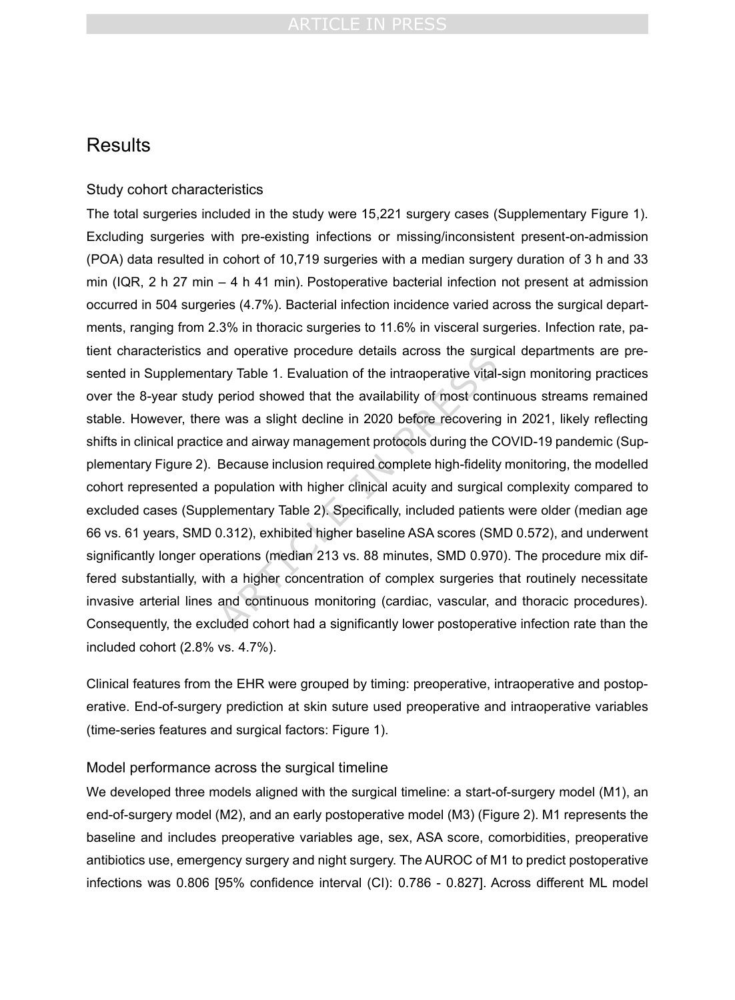 ARTICLE IN PRESS
Results
Study cohort characteristics
The total surgeries included in the study were 15,221 surgery cases (Supplementary Figure 1).
Excluding surgeries with pre-existing infections or missing/inconsistent present-on-admission
(POA) data resulted in cohort of 10,719 surgeries with a median surgery duration of 3 h and 33
min (IQR, 2 h 27 min – 4 h 41 min). Postoperative bacterial infection not present at admission
occurred in 504 surgeries (4.7%). Bacterial infection incidence varied across the surgical depart-
ments, ranging from 2.3% in thoracic surgeries to 11.6% in visceral surgeries. Infection rate, pa-
tient characteristics and operative procedure details across the surgical departments are pre-
sented in Supplementary Table 1. Evaluation of the intraoperative vital-sign monitoring practices
over the 8-year study period showed that the availability of most continuous streams remained
stable. However, there was a slight decline in 2020 before recovering in 2021, likely reflecting
shifts in clinical practice and airway management protocols during the COVID-19 pandemic (Sup-
plementary Figure 2). Because inclusion required complete high-fidelity monitoring, the modelled
cohort represented a population with higher clinical acuity and surgical complexity compared to
excluded cases (Supplementary Table 2). Specifically, included patients were older (median age
66 vs. 61 years, SMD 0.312), exhibited higher baseline ASA scores (SMD 0.572), and underwent
significantly longer operations (median 213 vs. 88 minutes, SMD 0.970). The procedure mix dif-
fered substantially, with a higher concentration of complex surgeries that routinely necessitate
invasive arterial lines and continuous monitoring (cardiac, vascular, and thoracic procedures).
Consequently, the excluded cohort had a significantly lower postoperative infection rate than the
included cohort (2.8% vs. 4.7%).
Clinical features from the EHR were grouped by timing: preoperative, intraoperative and postop-
erative. End-of-surgery prediction at skin suture used preoperative and intraoperative variables
(time-series features and surgical factors: Figure 1).
Model performance across the surgical timeline
We developed three models aligned with the surgical timeline: a start-of-surgery model (M1), an
end-of-surgery model (M2), and an early postoperative model (M3) (Figure 2). M1 represents the
baseline and includes preoperative variables age, sex, ASA score, comorbidities, preoperative
antibiotics use, emergency surgery and night surgery. The AUROC of M1 to predict postoperative
infections was 0.806 [95% confidence interval (CI): 0.786 - 0.827]. Across different ML model
ARTICLE IN PRESS